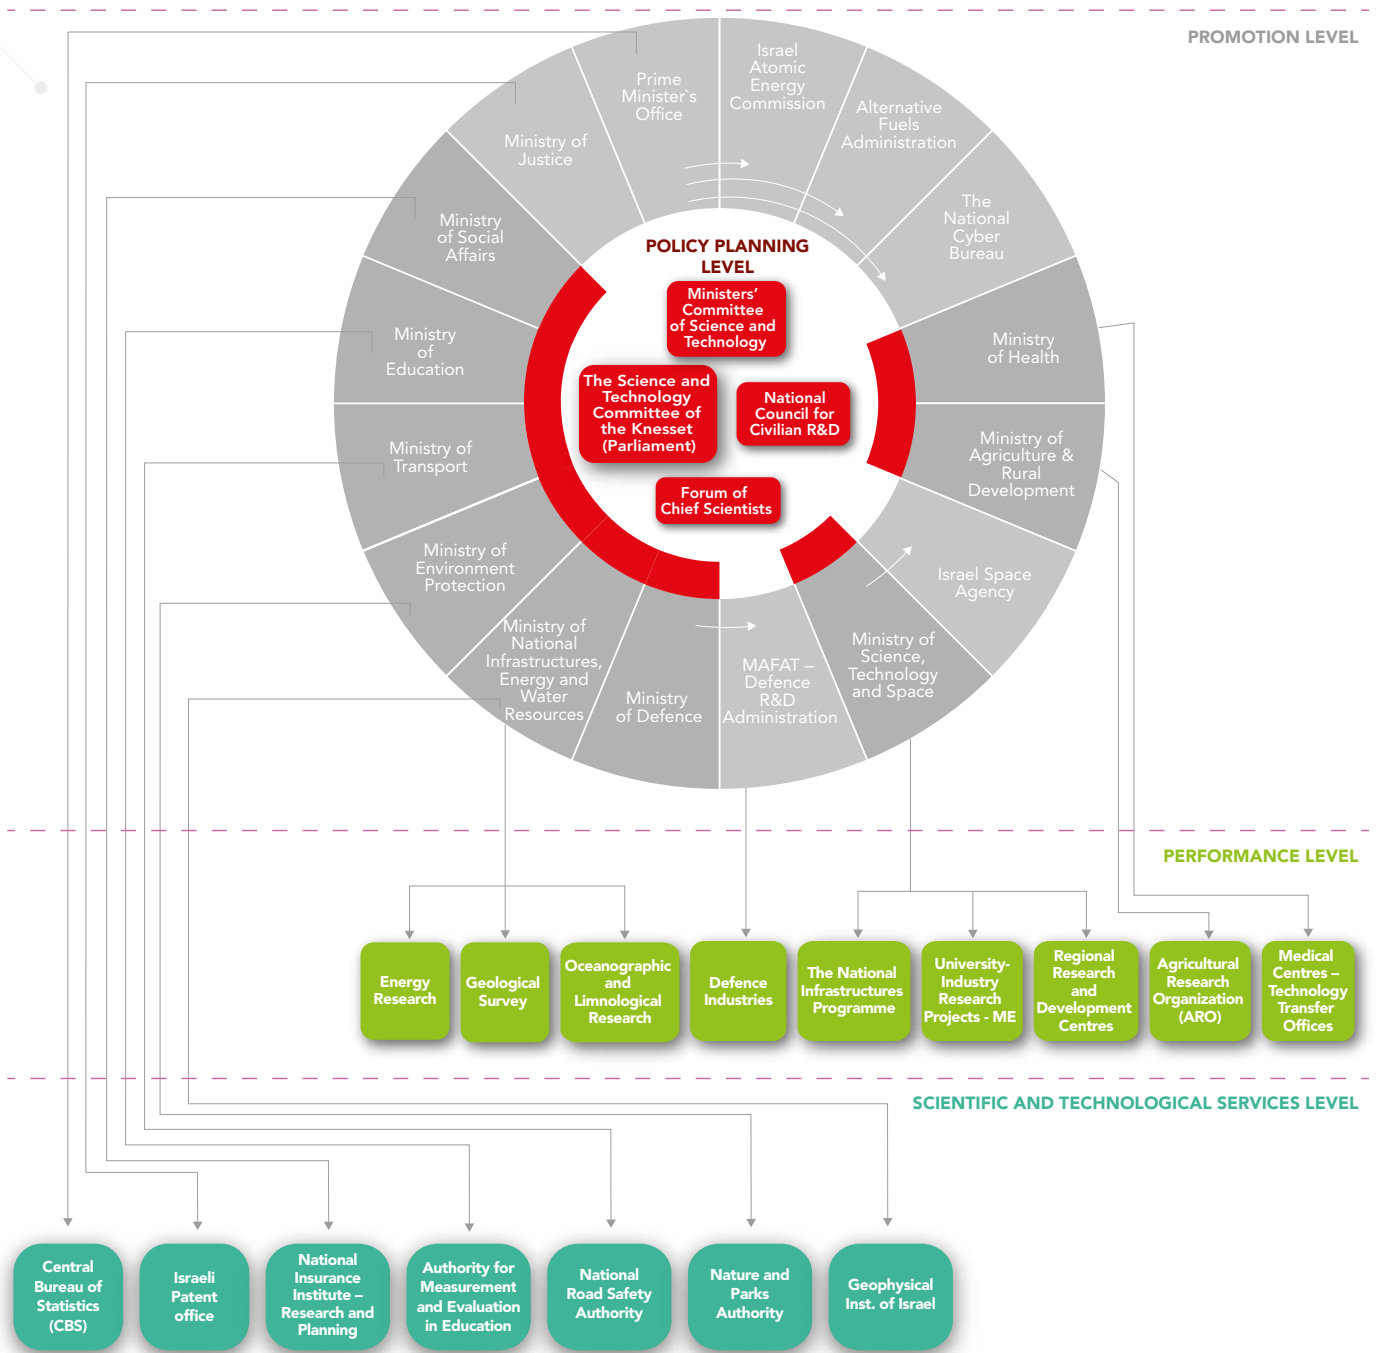 PROMOTION LEVEL
Prime
Minister`s
Office
Israel
Atomic
Energy
Commission
Alternative
Fuels
Administration
The
National
Cyber
Bureau
Ministry
of Health
Ministry of
Agriculture &
Rural
Development
Israel Space
Agency
Ministry of
Science,
Technology
and Space
MAFAT –
Defence
R&D
Administration
Ministry
of Defence
Ministry of
National
Infrastructures,
Energy and
Water
Resources
Ministry of
Environment
Protection
Ministry of
Transport
Ministry
of
Education
Ministry
of Social
Affairs
Ministry of
Justice
POLICY PLANNING
LEVEL
Ministers’
Committee
of Science and
Technology
The Science and
Technology
Committee of
the Knesset
(Parliament)
National
Council for
Civilian R&D
Forum of
Chief Scientists
PERFORMANCE LEVEL
Energy
Research
Geological
Survey
Oceanographic
and
Limnological
Research
Defence
Industries
The National
Infrastructures
Programme
University-
Industry
Research
Projects - ME
Regional
Research
and
Development
Centres
Agricultural
Research
Organization
(ARO)
Medical
Centres –
Technology
Transfer
Offices
SCIENTIFIC AND TECHNOLOGICAL SERVICES LEVEL
Central
Bureau of
Statistics
(CBS)
Israeli
Patent
office
National
Insurance
Institute –
Research and
Planning
Authority for
Measurement
and Evaluation
in Education
National
Road Safety
Authority
Nature and
Parks
Authority
Geophysical
Inst. of Israel